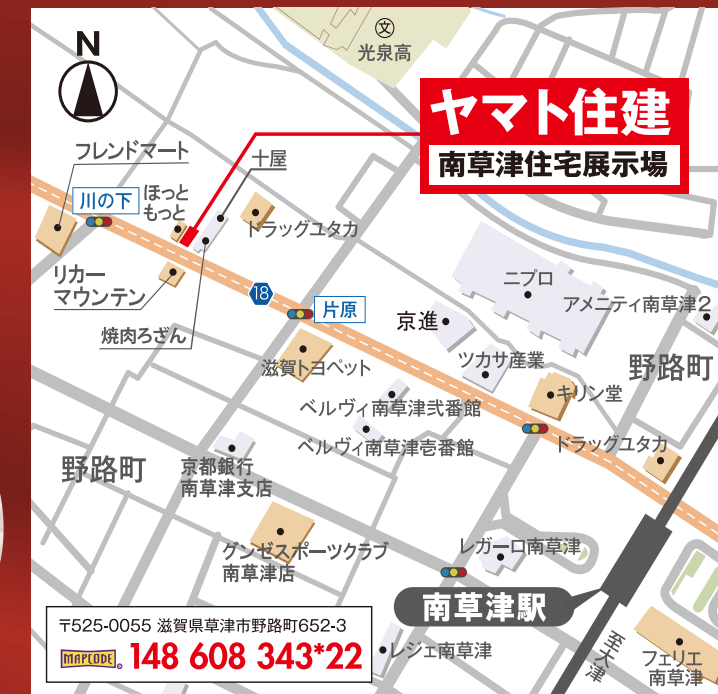 N
文
光泉高
ヤマト住建
南草津住宅展示場
フレンドマート
十屋
川の下
ほっと
もっと
ドラッグユタカ
リカー
マウンテン
焼肉ろざん
18
片原
ニプロ
アメニティ南草津2
京進
ツカサ産業
野路町
滋賀トヨペット
キリン堂
ベルヴィ南草津弐番館
ベルヴィ南草津壱番館
ドラッグユタカ
野路町
京都銀行
南草津支店
グンゼスポーツクラブ
南草津店
レガーロ南草津
南草津駅
〒525-0055 滋賀県草津市野路町652-3
MAPCODE 148 608 343*22
レジェ南草津
至大津
フェリエ
南草津